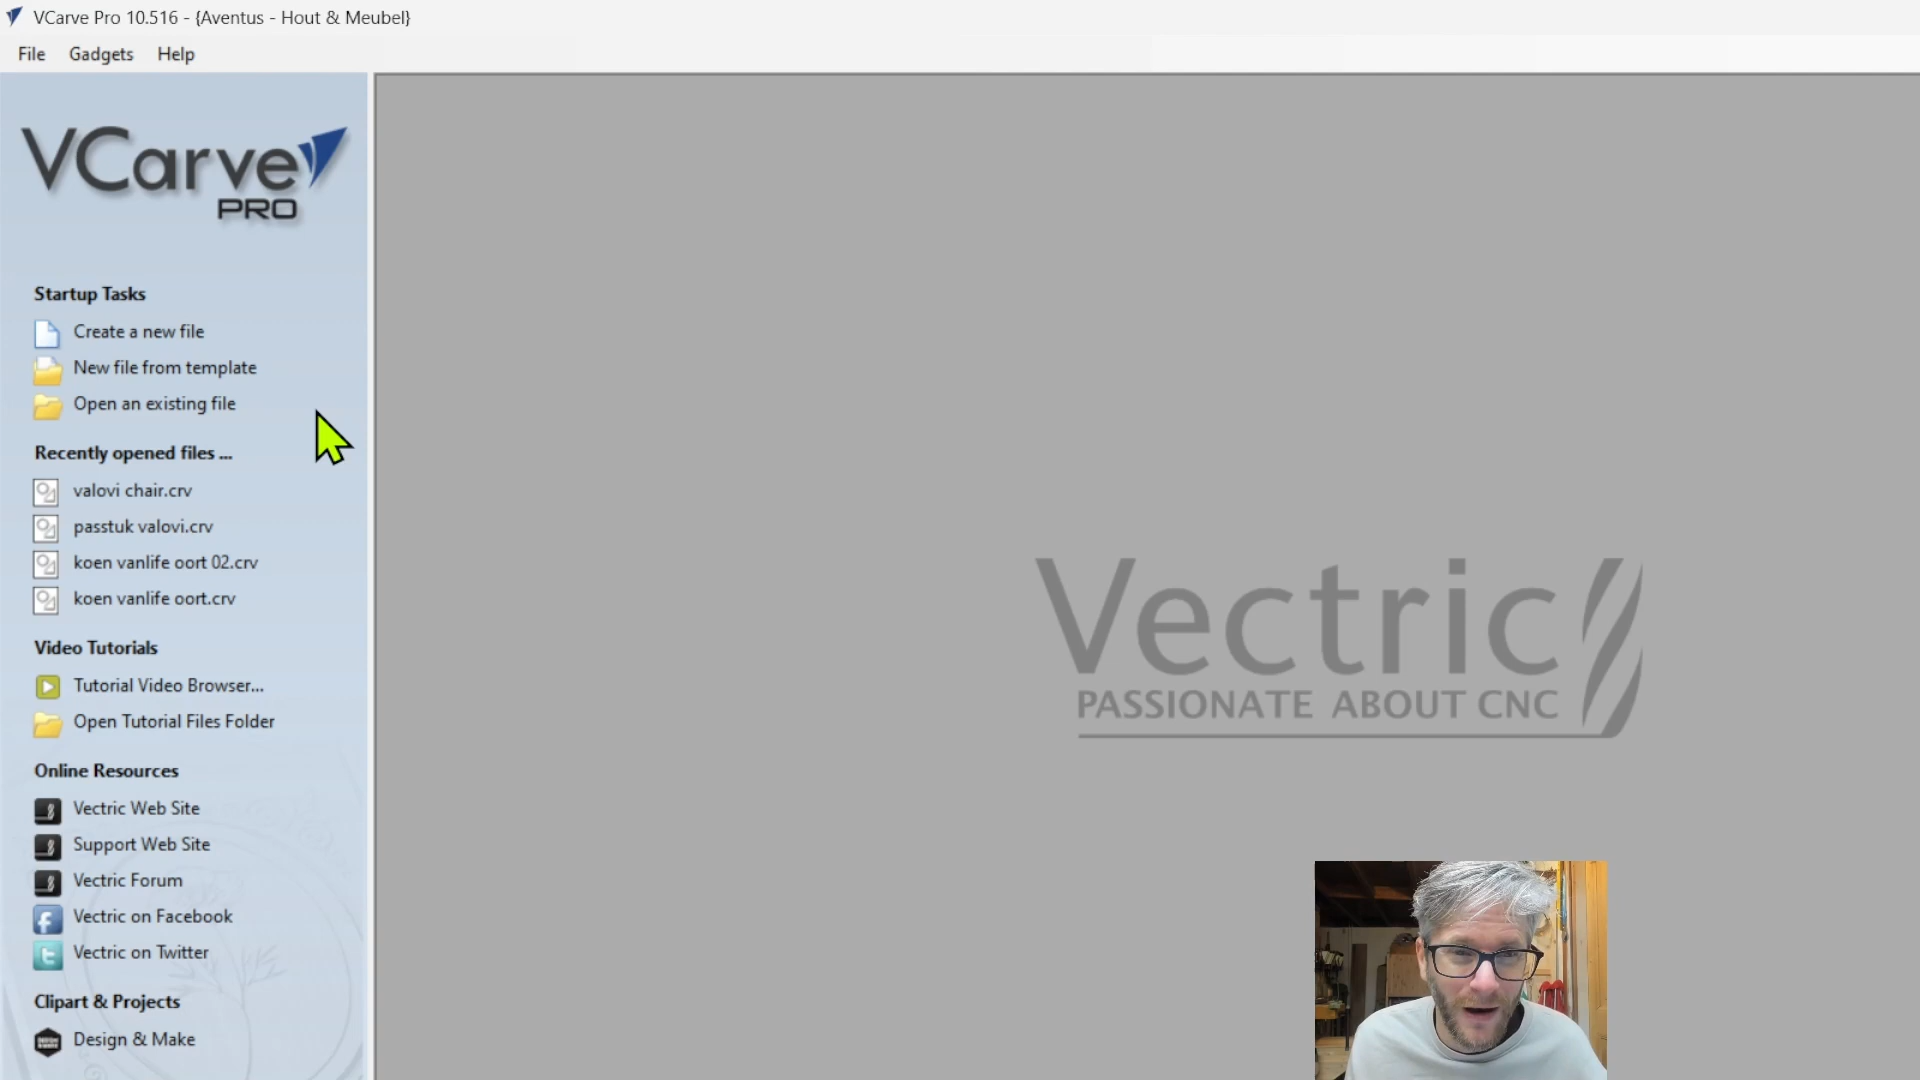 VCarve Pro 10.516 - {Aventus - Hout & Meubel}
File Gadgets Help
VCarve
PRO
Startup Tasks
Create a new file
New file from template
Open an existing file
Recently opened files ...
valovi chair.crv
passtuk valovi.crv
koen vanlife oort 02.crv
koen vanlife oort.crv
Video Tutorials
Tutorial Video Browser...
Open Tutorial Files Folder
Online Resources
Vectric Web Site
Support Web Site
Vectric Forum
Vectric on Facebook
Vectric on Twitter
Clipart & Projects
Design & Make
Vectric
PASSIONATE ABOUT CNC